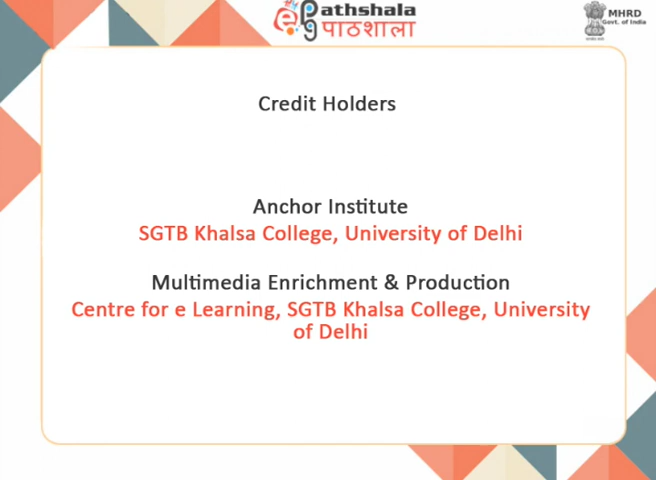 ePathshala
पाठशाला
MHRD
Govt. of India
Credit Holders
Anchor Institute
SGTB Khalsa College, University of Delhi
Multimedia Enrichment & Production
Centre for e Learning, SGTB Khalsa College, University
of Delhi